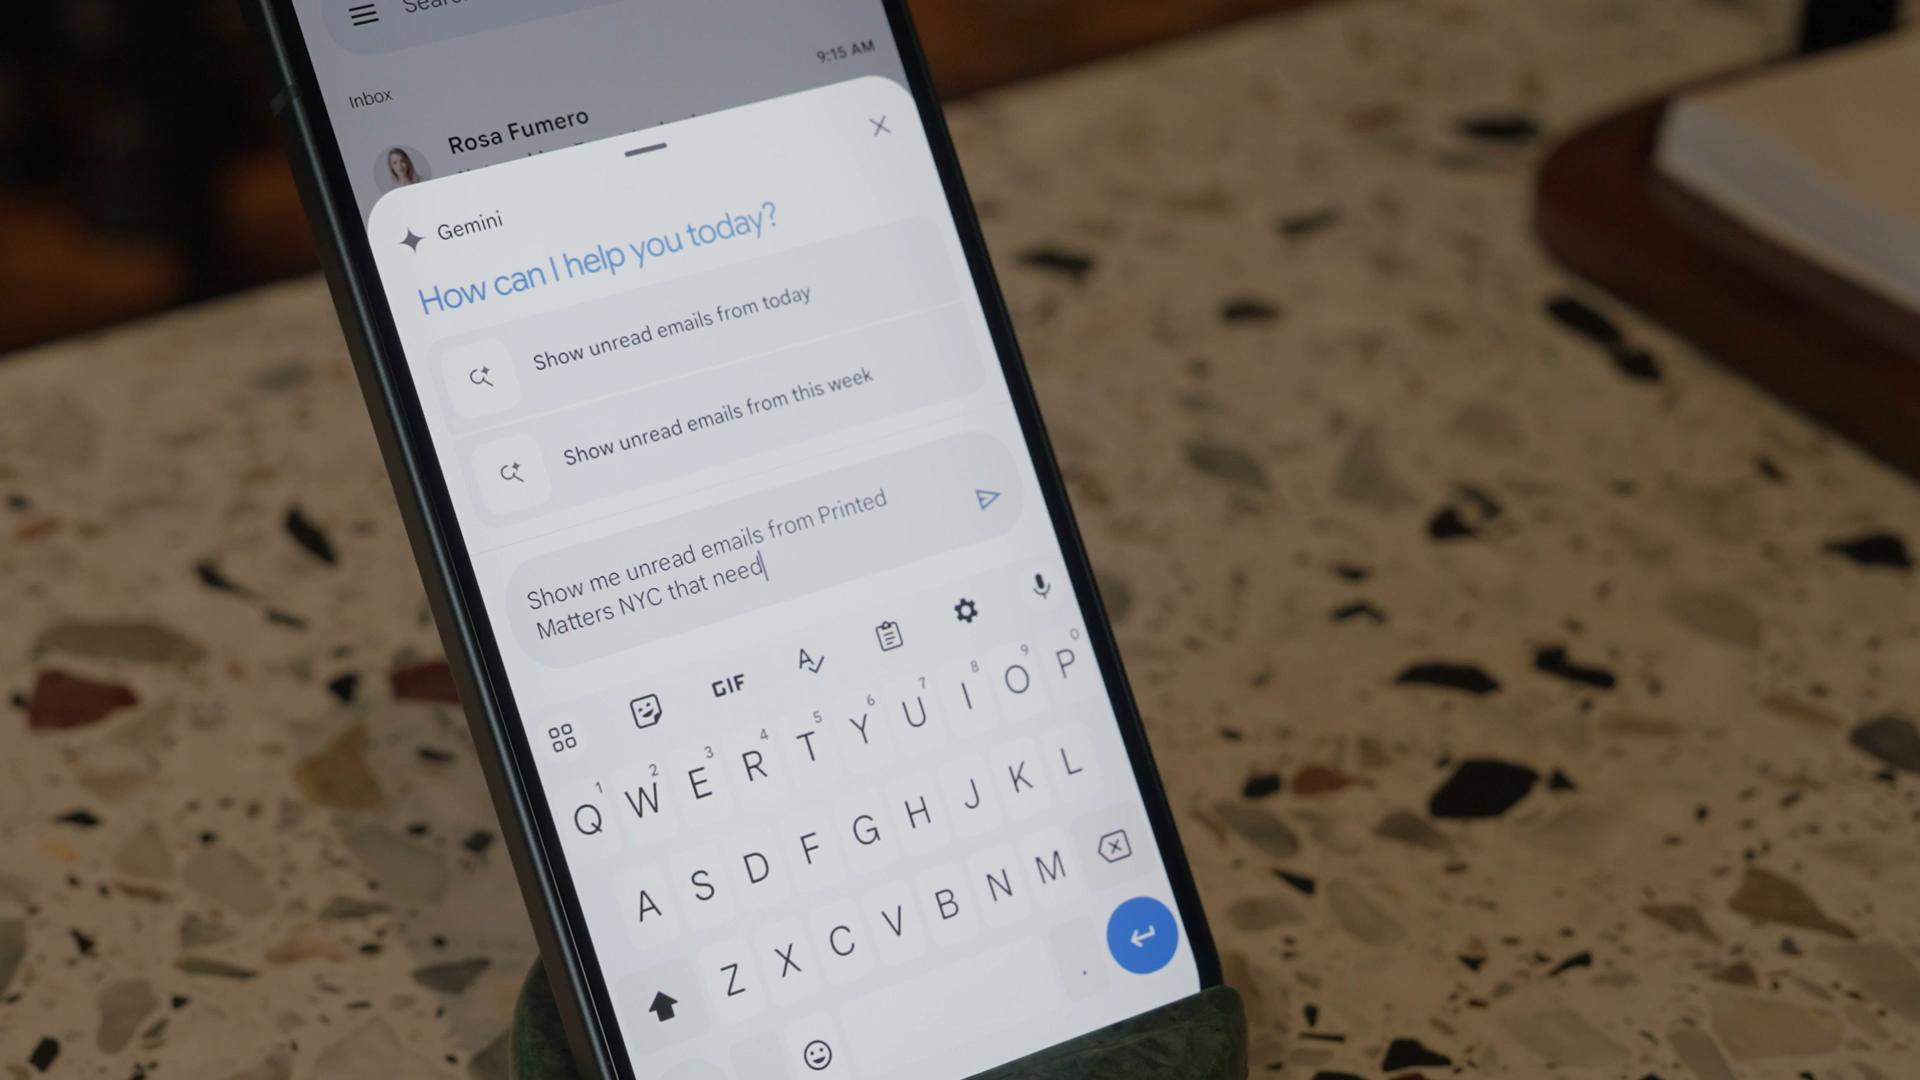 9:15 AM
Inbox
Rosa Fumero
Gemini
How can I help you today?
Show unread emails from today
Show unread emails from this week
Show me unread emails from Printed
Matters NYC that need
GIF
1 2 3 4 5 6 7 8 9 0
Q W E R T Y U I O P
A S D F G H J K L
Z X C V B N M
.